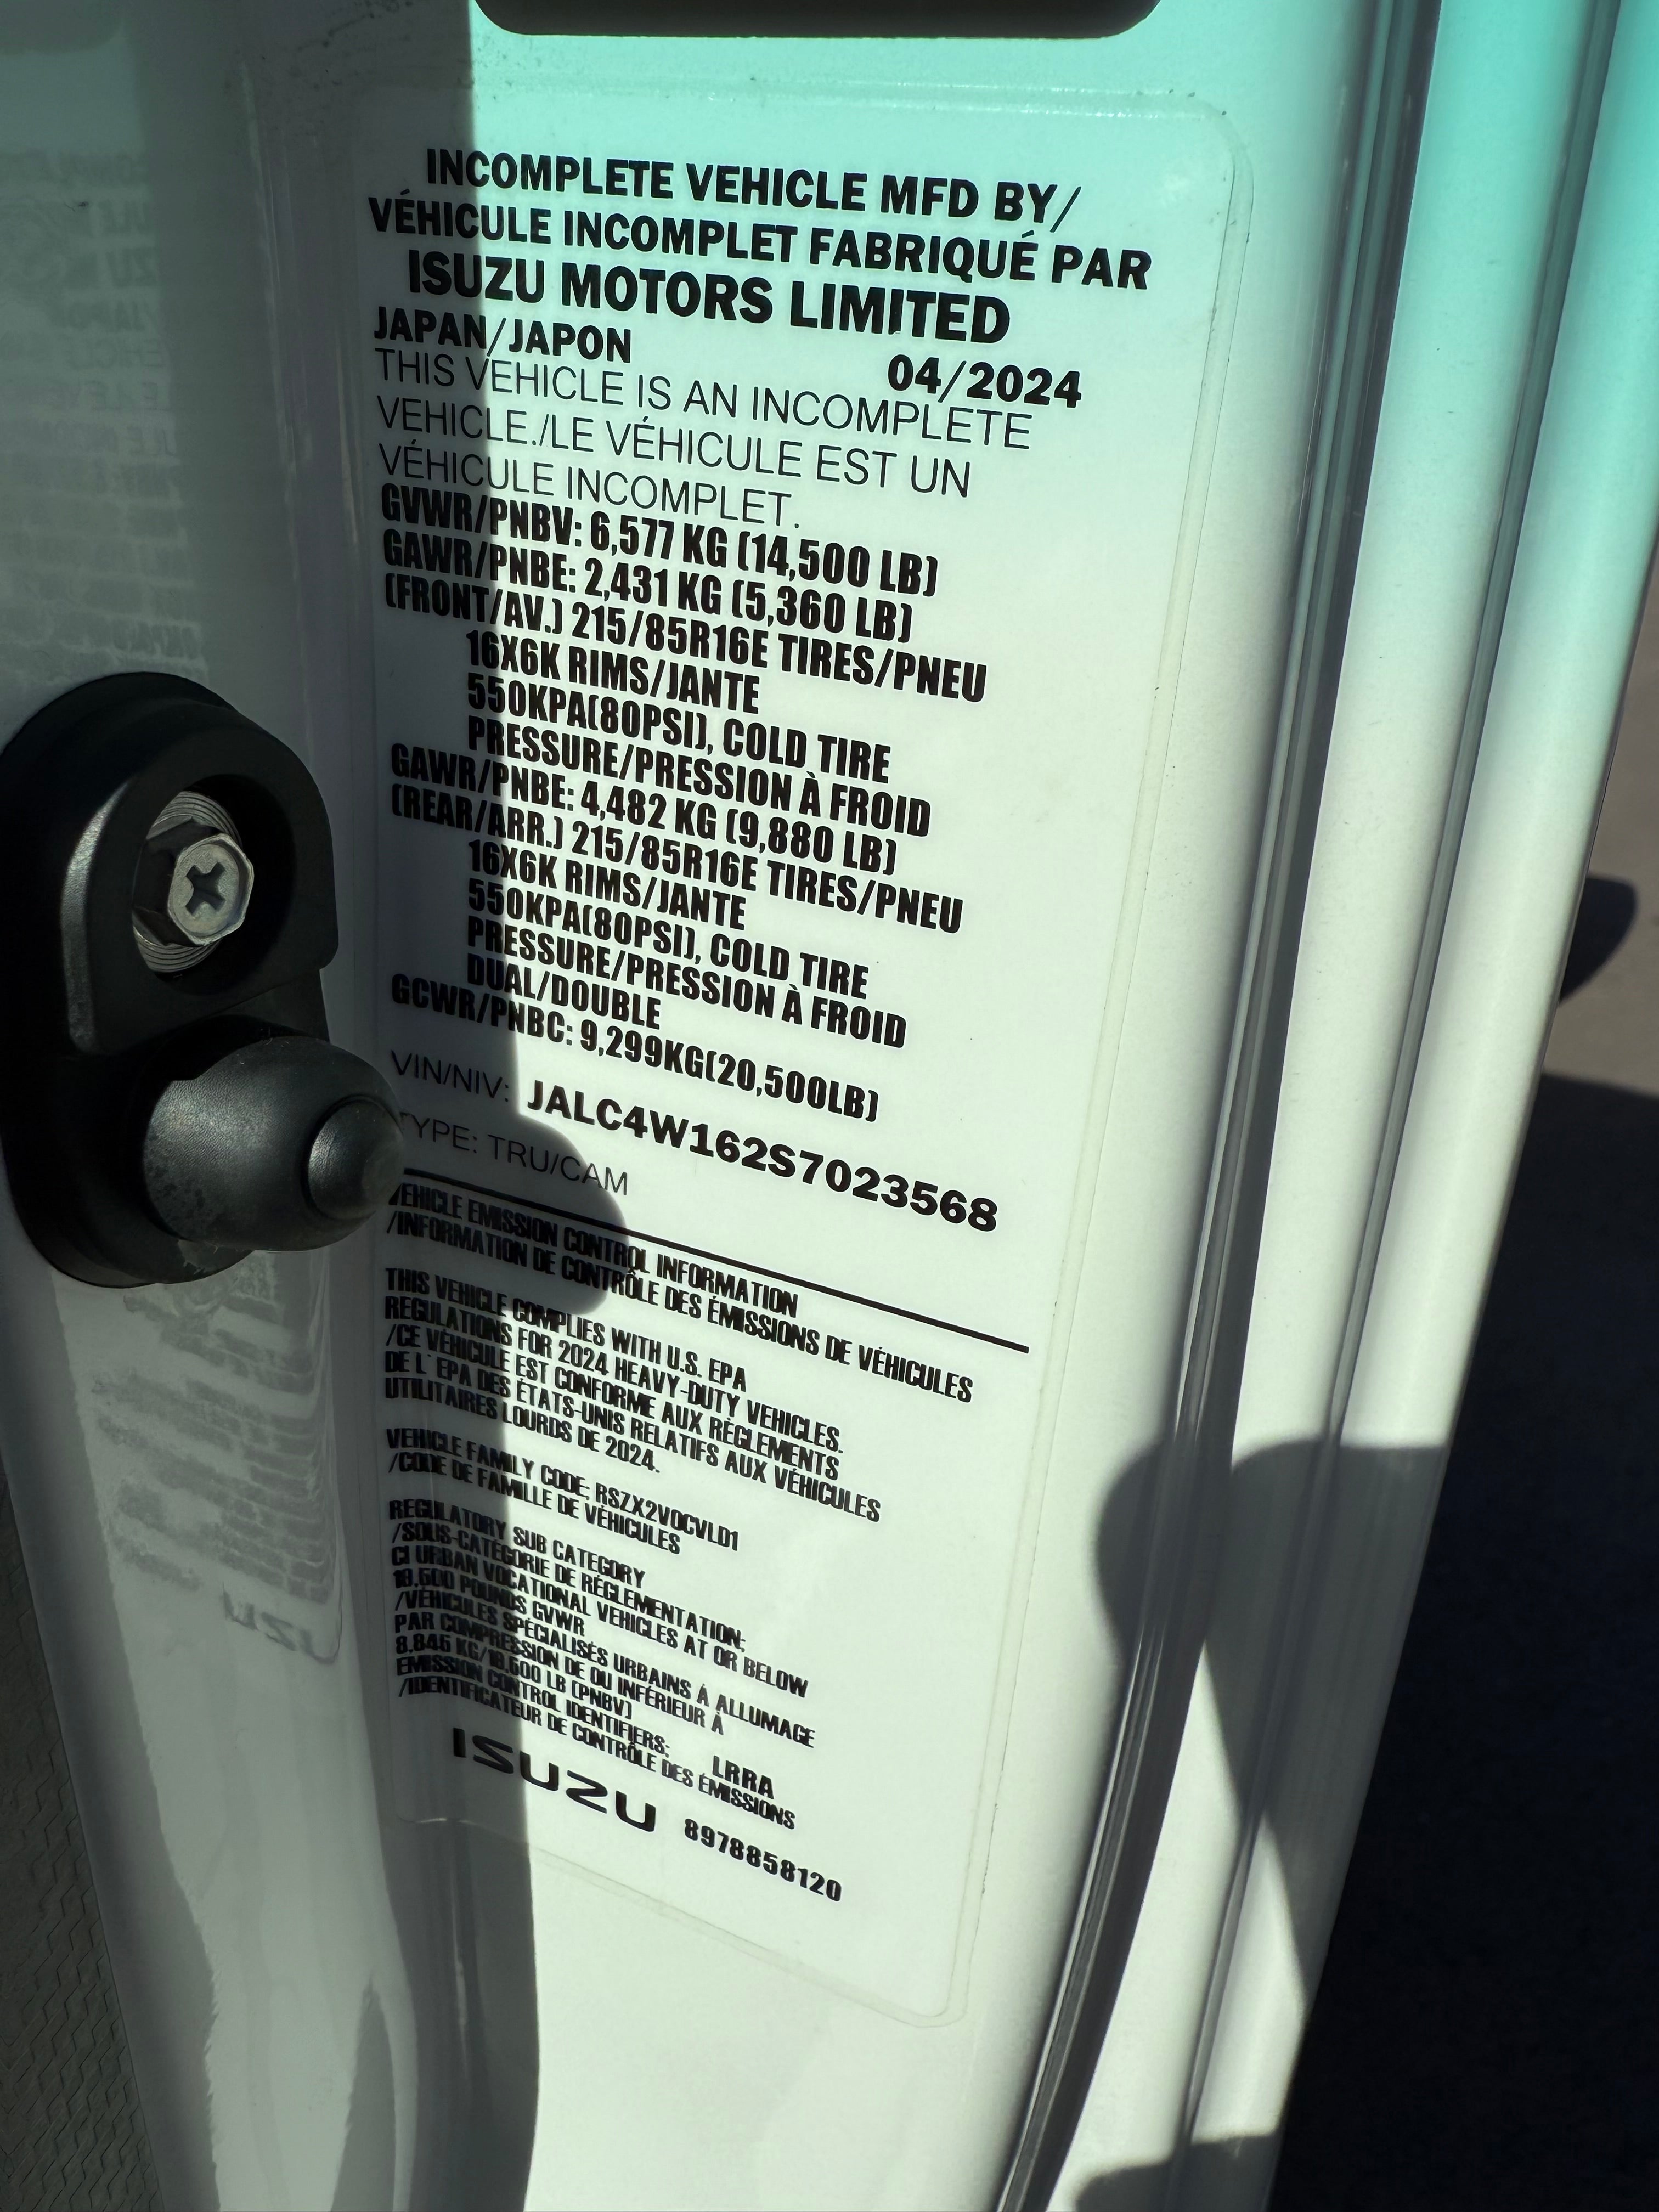 INCOMPLETE VEHICLE MFD BY/
VÉHICULE INCOMPLET FABRIQUÉ PAR
ISUZU MOTORS LIMITED
JAPAN/JAPON 04/2024
THIS VEHICLE IS AN INCOMPLETE
VEHICLE./LE VÉHICULE EST UN
VÉHICULE INCOMPLET.
GVWR/PNBV: 6,577 KG (14,500 LB)
GAWR/PNBE: 2,431 KG (5,360 LB)
(FRONT/AV.) 215/85R16E TIRES/PNEU
16X6K RIMS/JANTE
550KPA(80PSI), COLD TIRE
PRESSURE/PRESSION À FROID
GAWR/PNBE: 4,482 KG (9,880 LB)
(REAR/ARR.) 215/85R16E TIRES/PNEU
16X6K RIMS/JANTE
550KPA(80PSI), COLD TIRE
PRESSURE/PRESSION À FROID
DUAL/DOUBLE
GCWR/PNBC: 9,299KG(20,500LB)
VIN/NIV: JALC4W162S7023568
TYPE: TRU/CAM
VEHICLE EMISSION CONTROL INFORMATION
/INFORMATION DE CONTRÔLE DES ÉMISSIONS DE VÉHICULES
THIS VEHICLE COMPLIES WITH U.S. EPA
REGULATIONS FOR 2024 HEAVY-DUTY VEHICLES.
/CE VÉHICULE EST CONFORME AUX RÈGLEMENTS
DE L'EPA DES ÉTATS-UNIS RELATIFS AUX VÉHICULES
UTILITAIRES LOURDS DE 2024.
VEHICLE FAMILY CODE: RSZX2VOCVLD1
/CODE DE FAMILLE DE VÉHICULES
REGULATORY SUB CATEGORY
/SOUS-CATÉGORIE DE RÉGLEMENTATION:
CI URBAN VOCATIONAL VEHICLES AT OR BELOW
19,500 POUNDS GVWR
/VÉHICULES SPÉCIALISÉS URBAINS À ALLUMAGE
PAR COMPRESSION DE OU INFÉRIEUR À
8,845 KG/19,500 LB (PNBV)
EMISSION CONTROL IDENTIFIERS: LRRA
/IDENTIFICATEUR DE CONTRÔLE DES ÉMISSIONS
ISUZU 8978858120